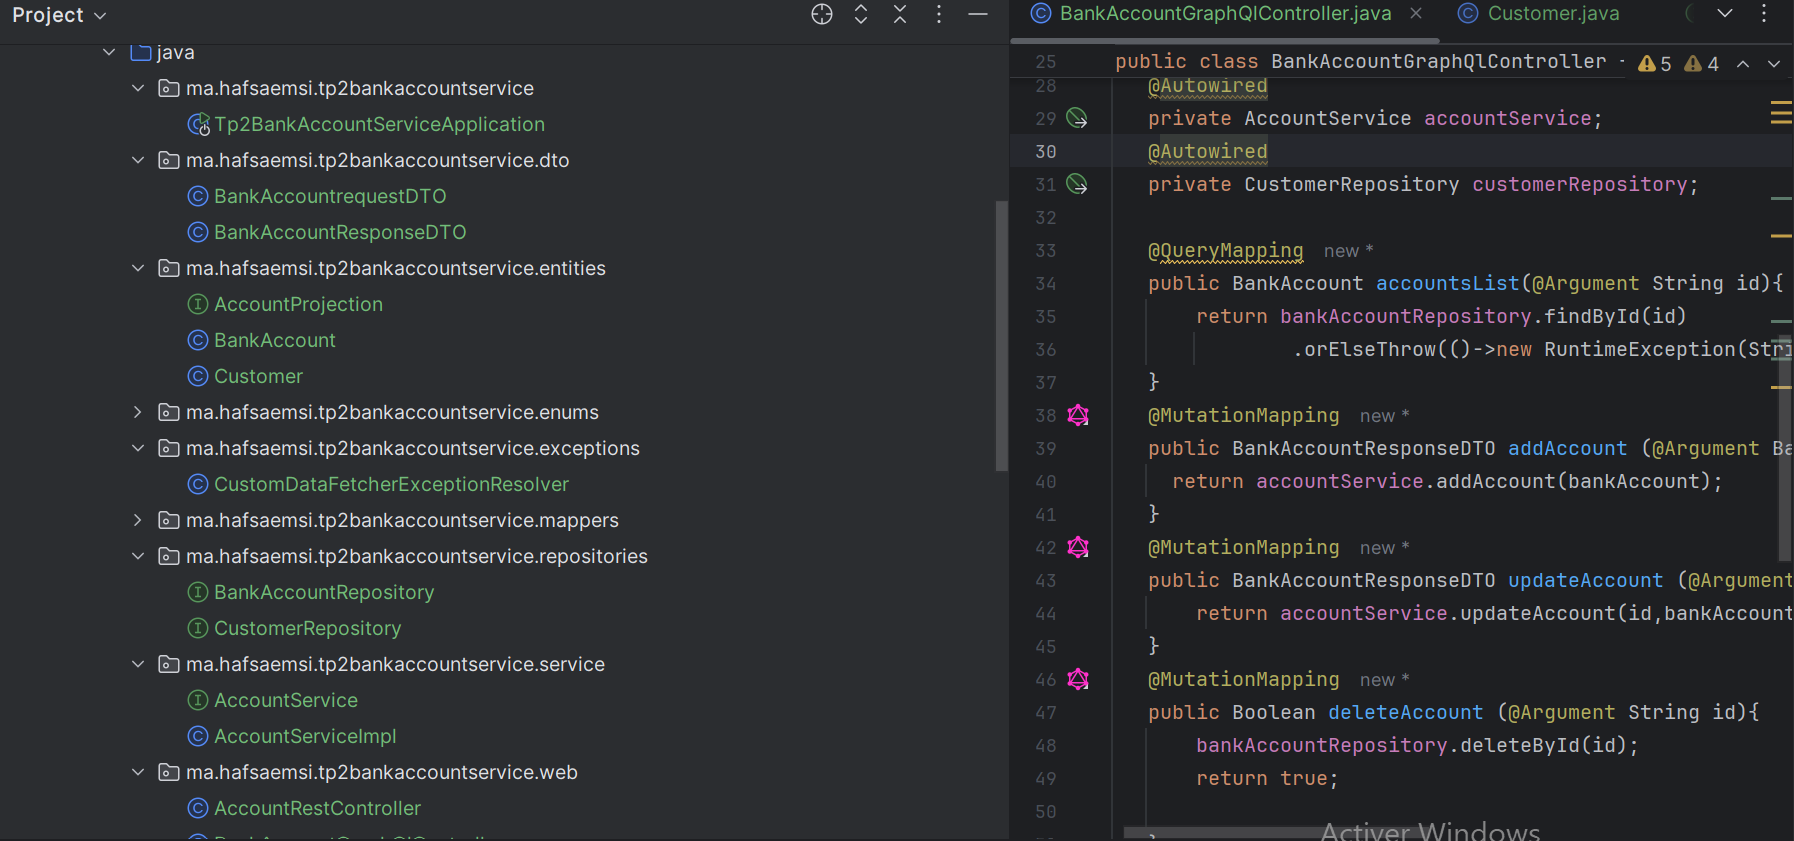 Project
java
ma.hafsaemsi.tp2bankaccountservice
Tp2BankAccountServiceApplication
ma.hafsaemsi.tp2bankaccountservice.dto
BankAccountrequestDTO
BankAccountResponseDTO
ma.hafsaemsi.tp2bankaccountservice.entities
AccountProjection
BankAccount
Customer
ma.hafsaemsi.tp2bankaccountservice.enums
ma.hafsaemsi.tp2bankaccountservice.exceptions
CustomDataFetcherExceptionResolver
ma.hafsaemsi.tp2bankaccountservice.mappers
ma.hafsaemsi.tp2bankaccountservice.repositories
BankAccountRepository
CustomerRepository
ma.hafsaemsi.tp2bankaccountservice.service
AccountService
AccountServiceImpl
ma.hafsaemsi.tp2bankaccountservice.web
AccountRestController
BankAccountGraphQlController.java
Customer.java
25 public class BankAccountGraphQlController 5 4
28 @Autowired
29 private AccountService accountService;
30 @Autowired
31 private CustomerRepository customerRepository;
32
33 @QueryMapping new *
34 public BankAccount accountsList(@Argument String id){
35 return bankAccountRepository.findById(id)
36 .orElseThrow(()->new RuntimeException(Stri
37 }
38 @MutationMapping new *
39 public BankAccountResponseDTO addAccount (@Argument Ba
40 return accountService.addAccount(bankAccount);
41 }
42 @MutationMapping new *
43 public BankAccountResponseDTO updateAccount (@Argument
44 return accountService.updateAccount(id,bankAccount
45 }
46 @MutationMapping new *
47 public Boolean deleteAccount (@Argument String id){
48 bankAccountRepository.deleteById(id);
49 return true;
50
Activer Windows